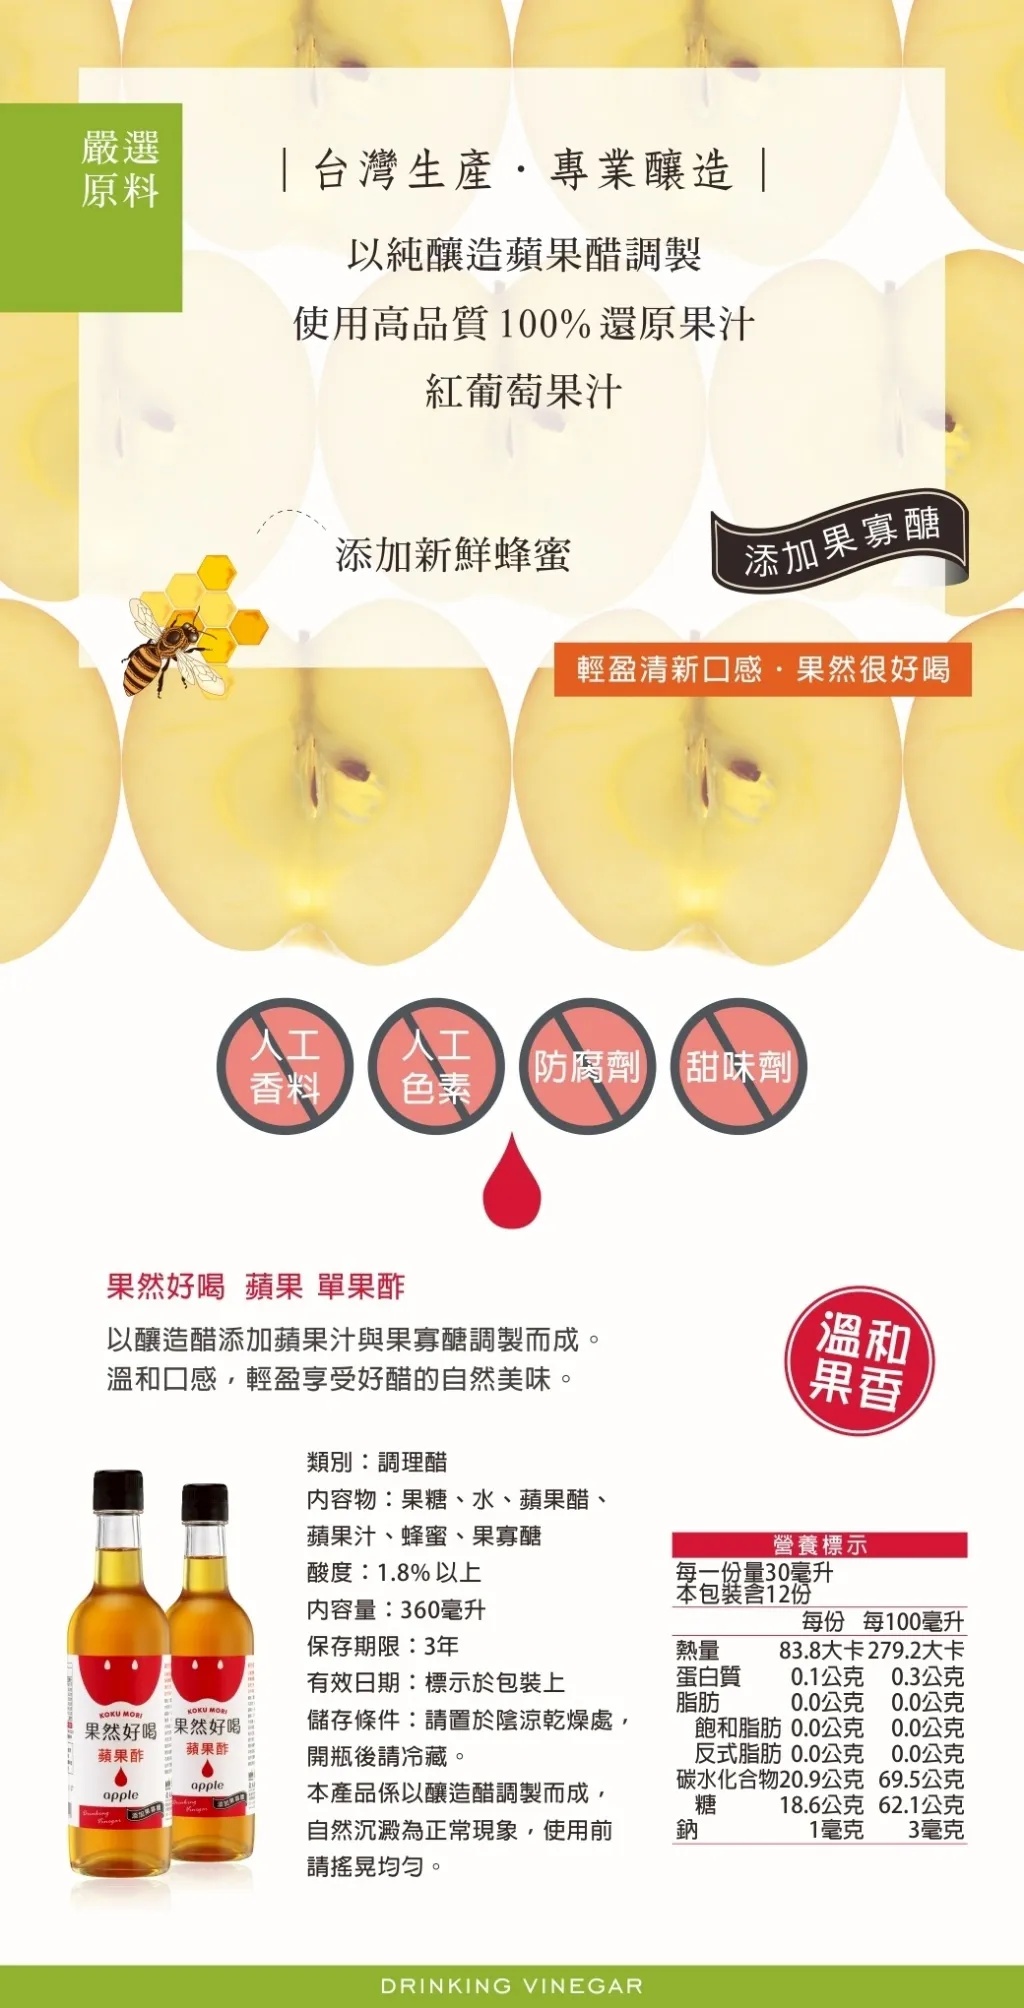 嚴選
原料
｜台灣生產・專業釀造｜
以純釀造蘋果醋調製
使用高品質100%還原果汁
紅葡萄果汁
添加新鮮蜂蜜
添加果寡醣
輕盈清新口感・果然很好喝
人工
香料
人工
色素
防腐劑
甜味劑
果然好喝 蘋果 單果酢
以釀造醋添加蘋果汁與果寡醣調製而成。
溫和口感，輕盈享受好醋的自然美味。
溫和
果香
類別：調理醋
內容物：果糖、水、蘋果醋、
蘋果汁、蜂蜜、果寡醣
酸度：1.8%以上
內容量：360毫升
保存期限：3年
有效日期：標示於包裝上
儲存條件：請置於陰涼乾燥處，
開瓶後請冷藏。
本產品係以釀造醋調製而成，
自然沉澱為正常現象，使用前
請搖晃均勻。
營養標示
每一份量30毫升
本包裝含12份
每份 每100毫升
熱量 83.8大卡 279.2大卡
蛋白質 0.1公克 0.3公克
脂肪 0.0公克 0.0公克
飽和脂肪 0.0公克 0.0公克
反式脂肪 0.0公克 0.0公克
碳水化合物 20.9公克 69.5公克
糖 18.6公克 62.1公克
鈉 1毫克 3毫克
KOKU MORI
果然好喝
蘋果酢
apple
Drinking
Vinegar
添加果寡醣
KOKU MORI
果然好喝
蘋果酢
apple
Drinking
Vinegar
DRINKING VINEGAR